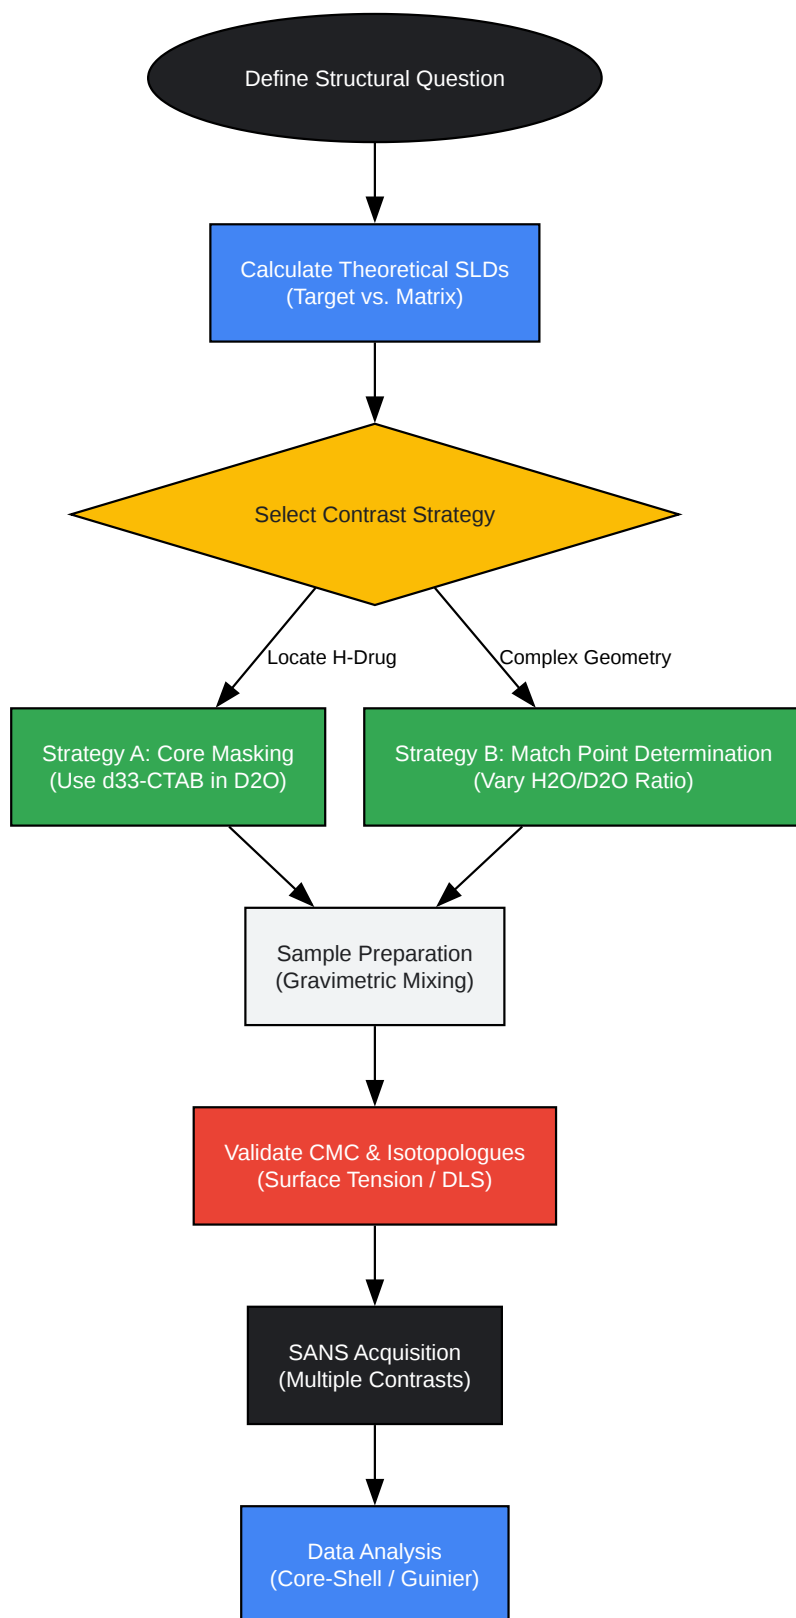 Define Structural Question
Calculate Theoretical SLDs
(Target vs. Matrix)
Select Contrast Strategy
Locate H-Drug
Complex Geometry
Strategy A: Core Masking
(Use d33-CTAB in D2O)
Strategy B: Match Point Determination
(Vary H2O/D2O Ratio)
Sample Preparation
(Gravimetric Mixing)
Validate CMC & Isotopologues
(Surface Tension / DLS)
SANS Acquisition
(Multiple Contrasts)
Data Analysis
(Core-Shell / Guinier)